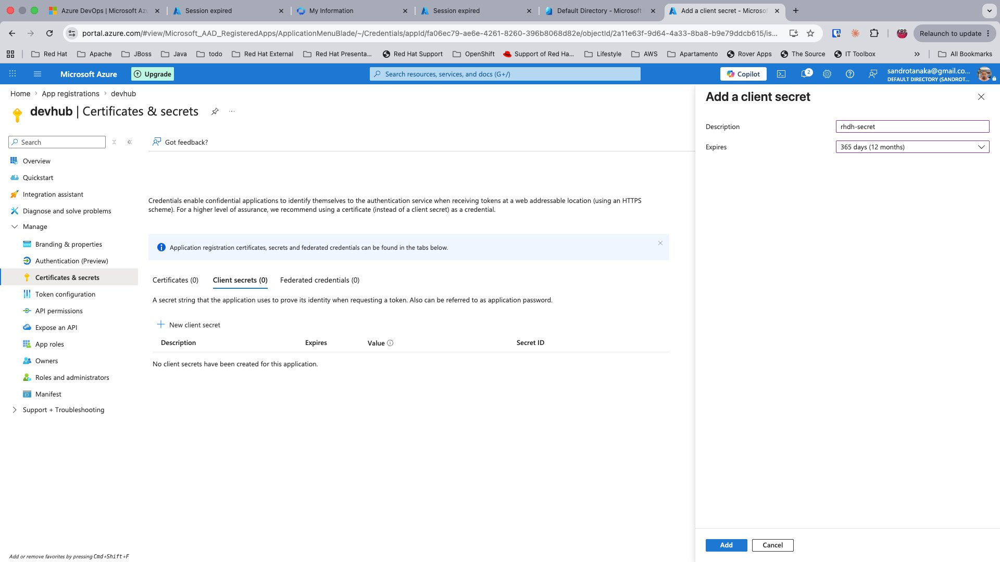 Azure DevOps | Microsoft Azu
Session expired
My Information
Session expired
Default Directory - Microsoft
Add a client secret - Microsof
portal.azure.com/#view/Microsoft_AAD_RegisteredApps/ApplicationMenuBlade/~/Credentials/appId/fa06ec79-ae6e-4261-8260-396b8068d82e/objectId/2a11e63f-9d64-4a33-8ba8-b9e79ddcb615/is...
Relaunch to update
Red Hat
Apache
JBoss
Java
todo
Red Hat External
Red Hat Presenta...
Red Hat Support
OpenShift
Support of Red Ha...
Lifestyle
AWS
Apartamento
Rover Apps
The Source
IT Toolbox
All Bookmarks
Microsoft Azure
Upgrade
Search resources, services, and docs (G+/)
Copilot
2
sandrotanaka@gmail.co...
DEFAULT DIRECTORY (SANDROT...
Home > App registrations > devhub
devhub | Certificates & secrets
Search
Got feedback?
Overview
Quickstart
Integration assistant
Diagnose and solve problems
Manage
Branding & properties
Authentication (Preview)
Certificates & secrets
Token configuration
API permissions
Expose an API
App roles
Owners
Roles and administrators
Manifest
Support + Troubleshooting
Add or remove favorites by pressing Cmd+Shift+F
Credentials enable confidential applications to identify themselves to the authentication service when receiving tokens at a web addressable location (using an HTTPS
scheme). For a higher level of assurance, we recommend using a certificate (instead of a client secret) as a credential.
Application registration certificates, secrets and federated credentials can be found in the tabs below.
Certificates (0)
Client secrets (0)
Federated credentials (0)
A secret string that the application uses to prove its identity when requesting a token. Also can be referred to as application password.
New client secret
Description
Expires
Value
Secret ID
No client secrets have been created for this application.
Add a client secret
Description
rhdh-secret
Expires
365 days (12 months)
Add
Cancel